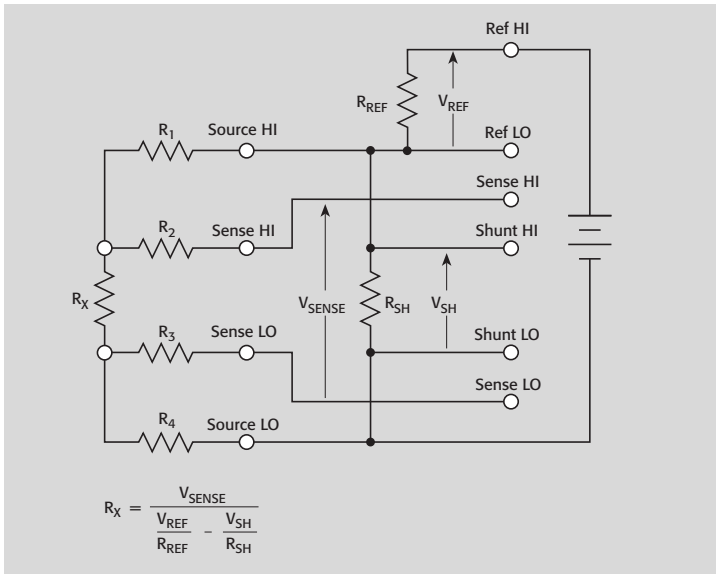 Ref HI
R_REF
V_REF
R_1
Source HI
Ref LO
Sense HI
R_2
Sense HI
Shunt HI
R_X
V_SENSE
R_SH
V_SH
R_3
Sense LO
Shunt LO
Sense LO
R_4
Source LO
R_X = V_SENSE / (V_REF / R_REF – V_SH / R_SH)